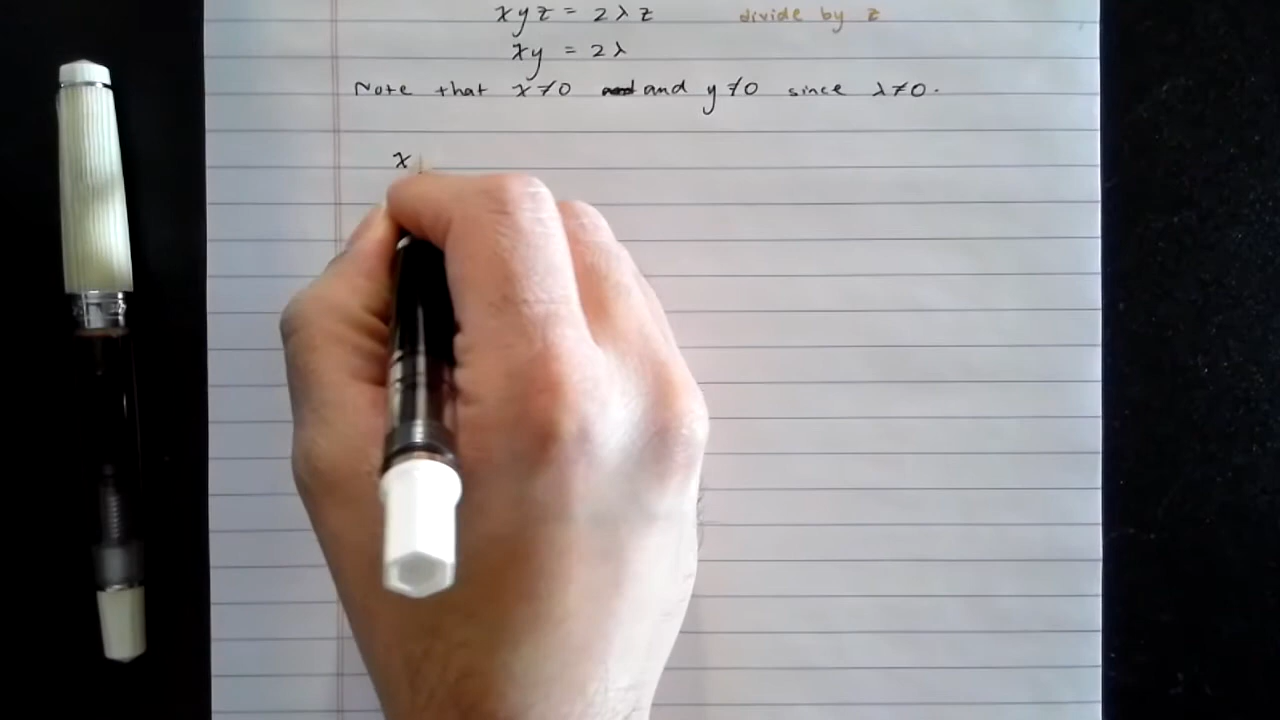 xyz = 2λz divide by z
xy = 2λ
Note that x≠0 and y≠0 since λ≠0.
x